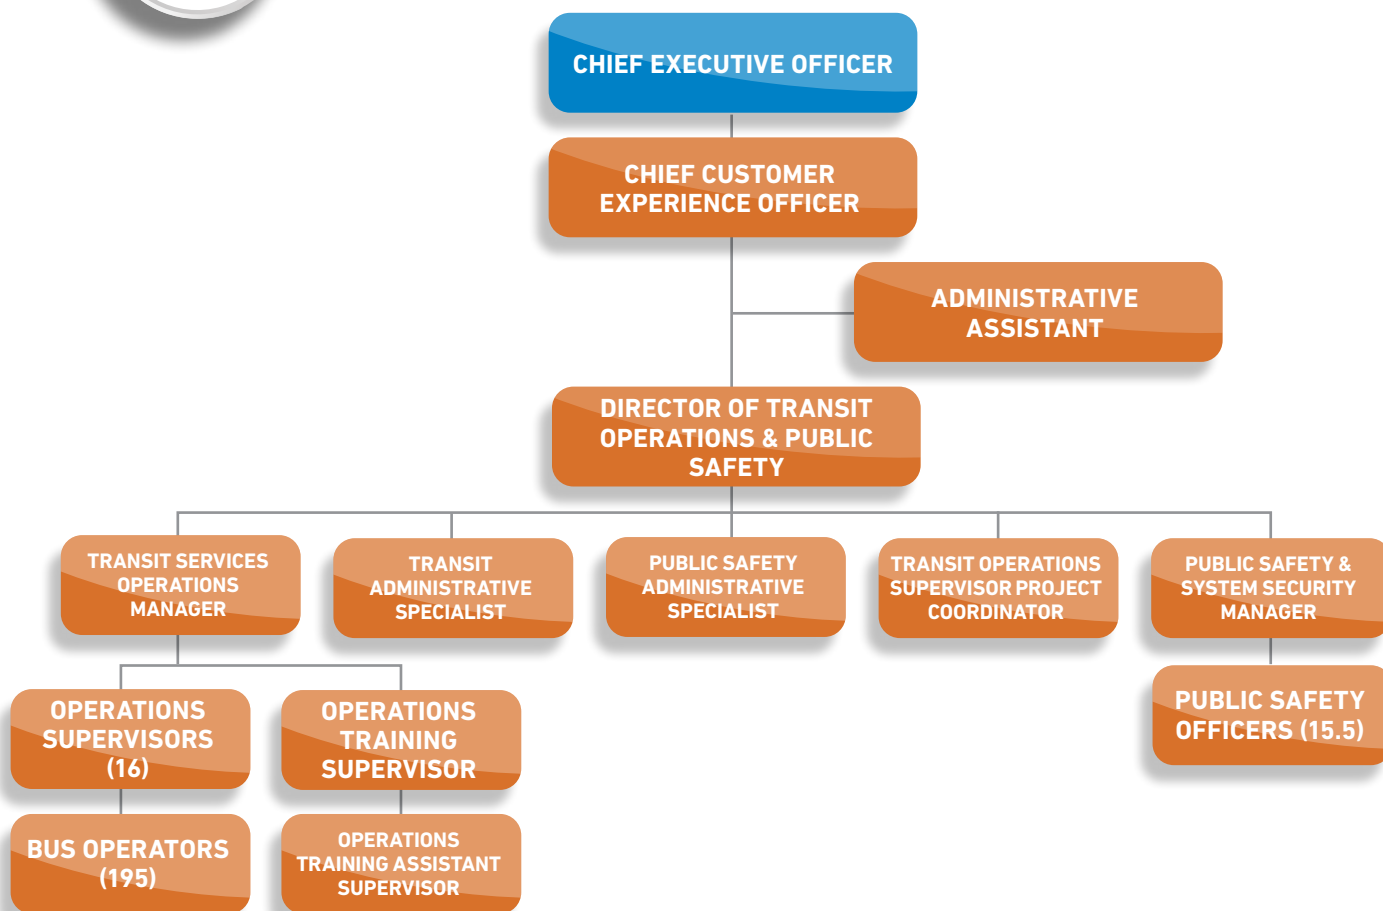 CHIEF EXECUTIVE OFFICER
CHIEF CUSTOMER
EXPERIENCE OFFICER
ADMINISTRATIVE
ASSISTANT
DIRECTOR OF TRANSIT
OPERATIONS & PUBLIC
SAFETY
TRANSIT SERVICES
OPERATIONS
MANAGER
TRANSIT
ADMINISTRATIVE
SPECIALIST
PUBLIC SAFETY
ADMINISTRATIVE
SPECIALIST
TRANSIT OPERATIONS
SUPERVISOR PROJECT
COORDINATOR
PUBLIC SAFETY &
SYSTEM SECURITY
MANAGER
OPERATIONS
SUPERVISORS
(16)
OPERATIONS
TRAINING
SUPERVISOR
PUBLIC SAFETY
OFFICERS (15.5)
BUS OPERATORS
(195)
OPERATIONS
TRAINING ASSISTANT
SUPERVISOR